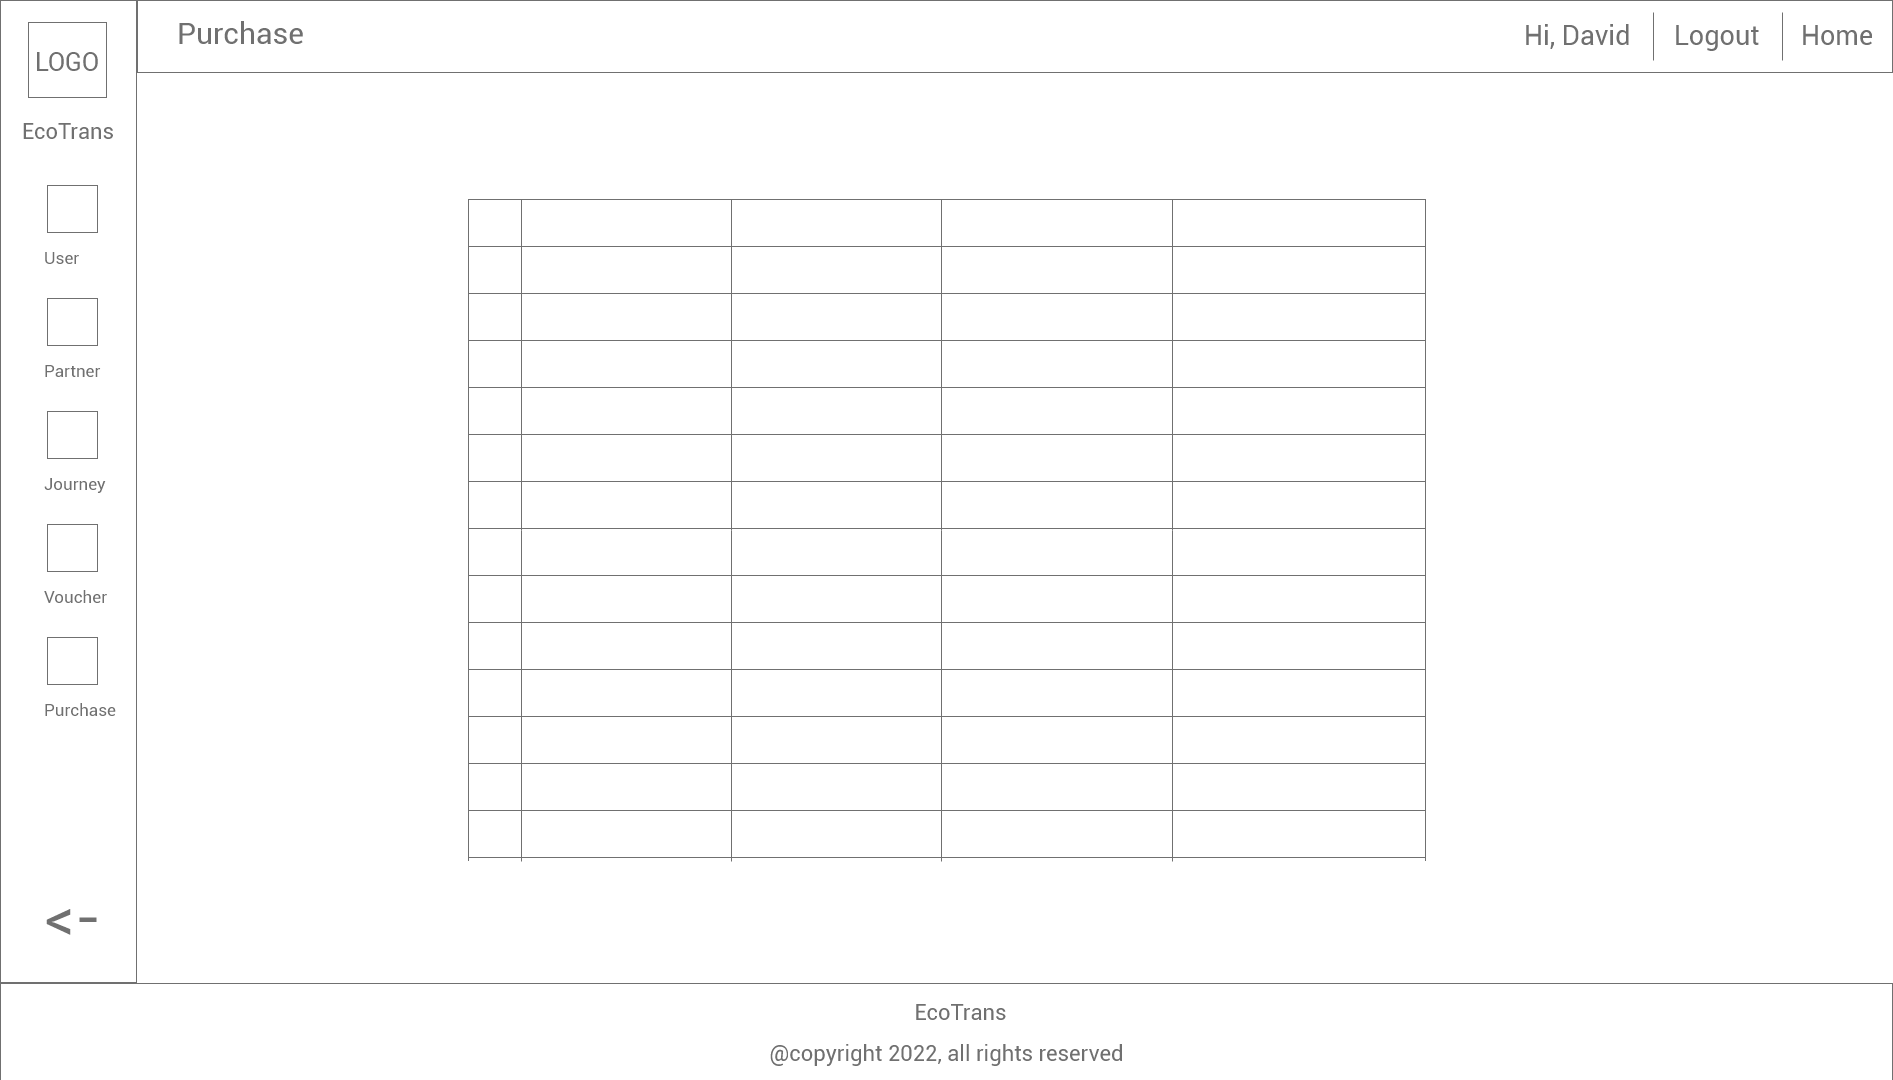 LOGO
EcoTrans
User
Partner
Journey
Voucher
Purchase
<-
Purchase
Hi, David
Logout
Home
EcoTrans
@copyright 2022, all rights reserved